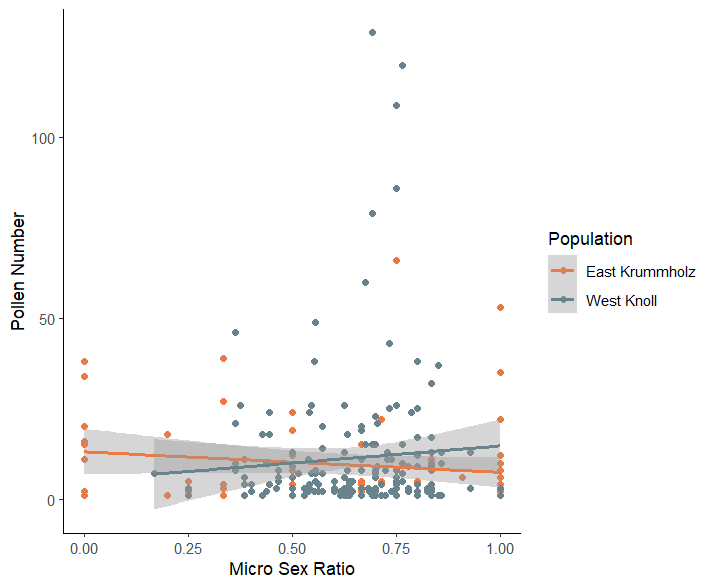 Pollen Number
100
50
0
0.00 0.25 0.50 0.75 1.00
Micro Sex Ratio
Population
East Krummholz
West Knoll